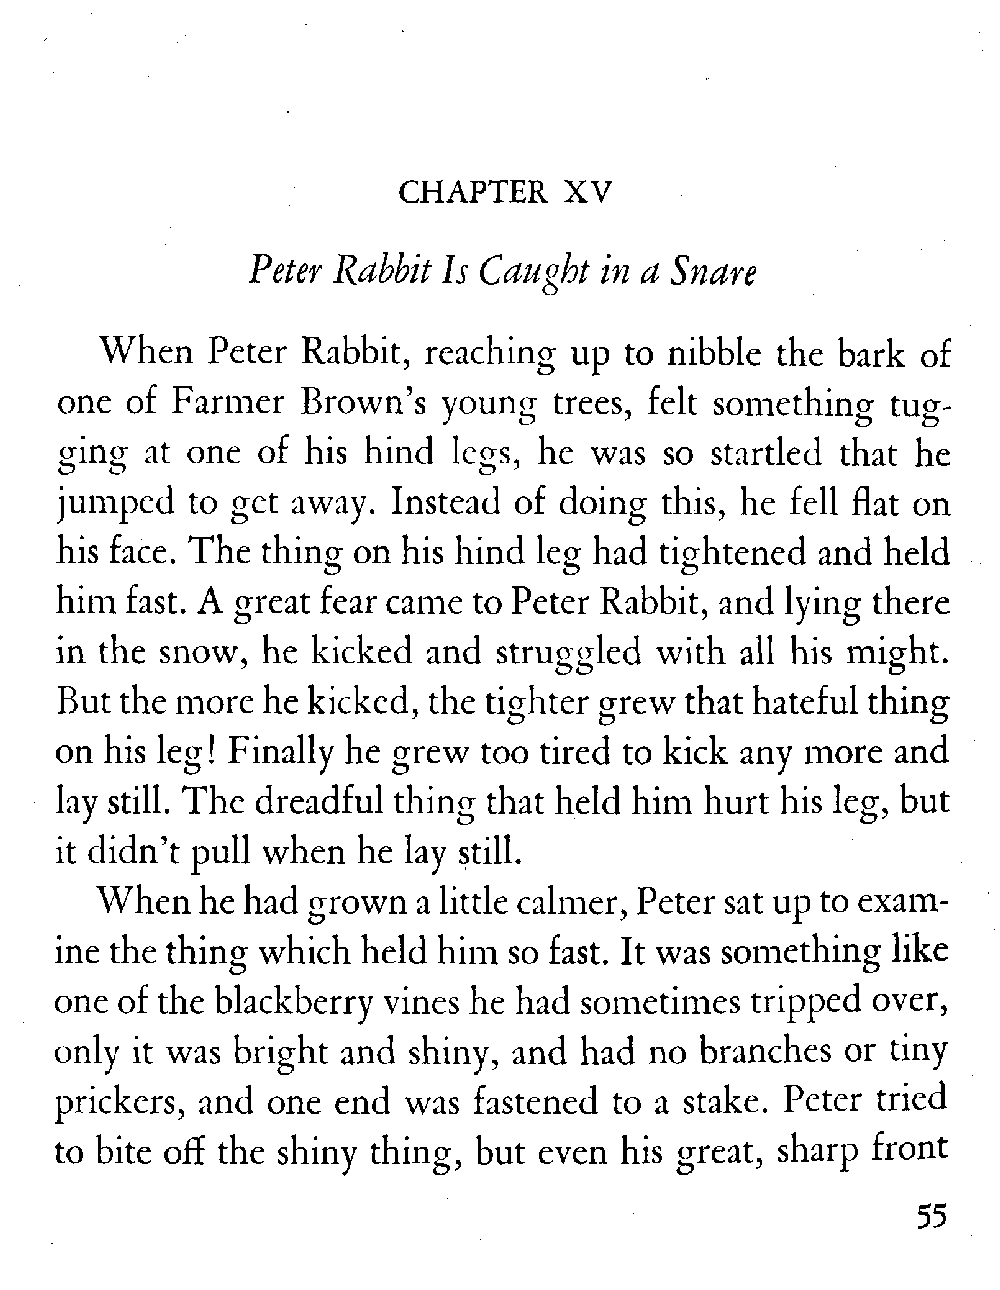 CHAPTER XV
Peter Rabbit Is Caught in a Snare
When Peter Rabbit, reaching up to nibble the bark of
one of Farmer Brown's young trees, felt something tug-
ging at one of his hind legs, he was so startled that he
jumped to get away. Instead of doing this, he fell flat on
his face. The thing on his hind leg had tightened and held
him fast. A great fear came to Peter Rabbit, and lying there
in the snow, he kicked and struggled with all his might.
But the more he kicked, the tighter grew that hateful thing
on his leg! Finally he grew too tired to kick any more and
lay still. The dreadful thing that held him hurt his leg, but
it didn't pull when he lay still.
When he had grown a little calmer, Peter sat up to exam-
ine the thing which held him so fast. It was something like
one of the blackberry vines he had sometimes tripped over,
only it was bright and shiny, and had no branches or tiny
prickers, and one end was fastened to a stake. Peter tried
to bite off the shiny thing, but even his great, sharp front
55